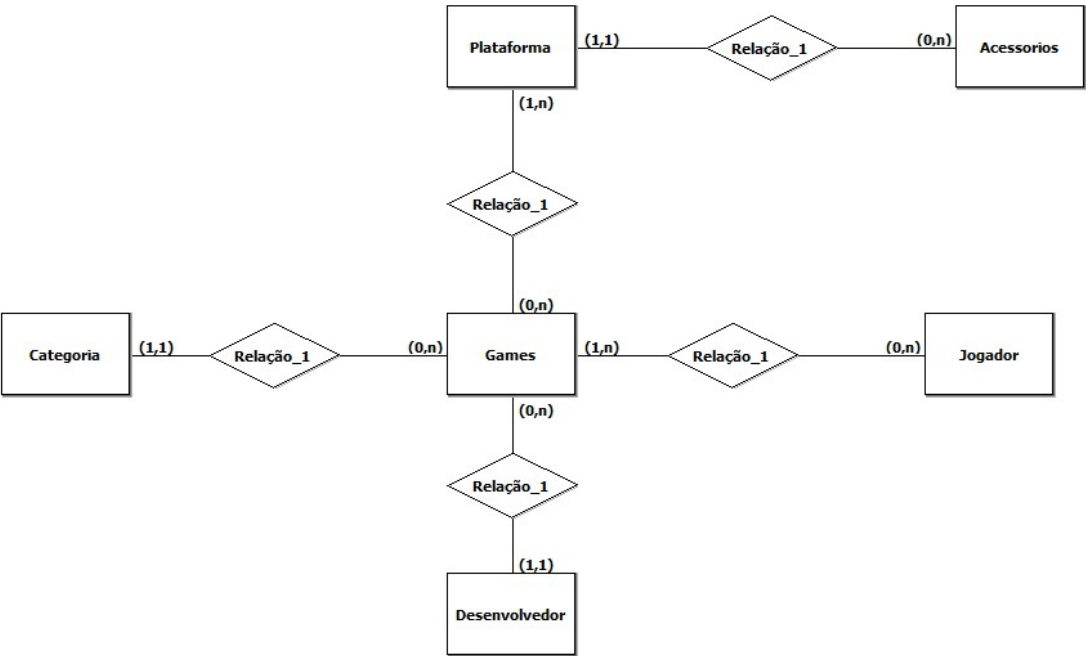 Plataforma
(1,1)
Relação_1
(0,n)
Acessorios
(1,n)
Relação_1
(0,n)
Categoria
(1,1)
Relação_1
(0,n)
Games
(1,n)
Relação_1
(0,n)
Jogador
(0,n)
Relação_1
(1,1)
Desenvolvedor